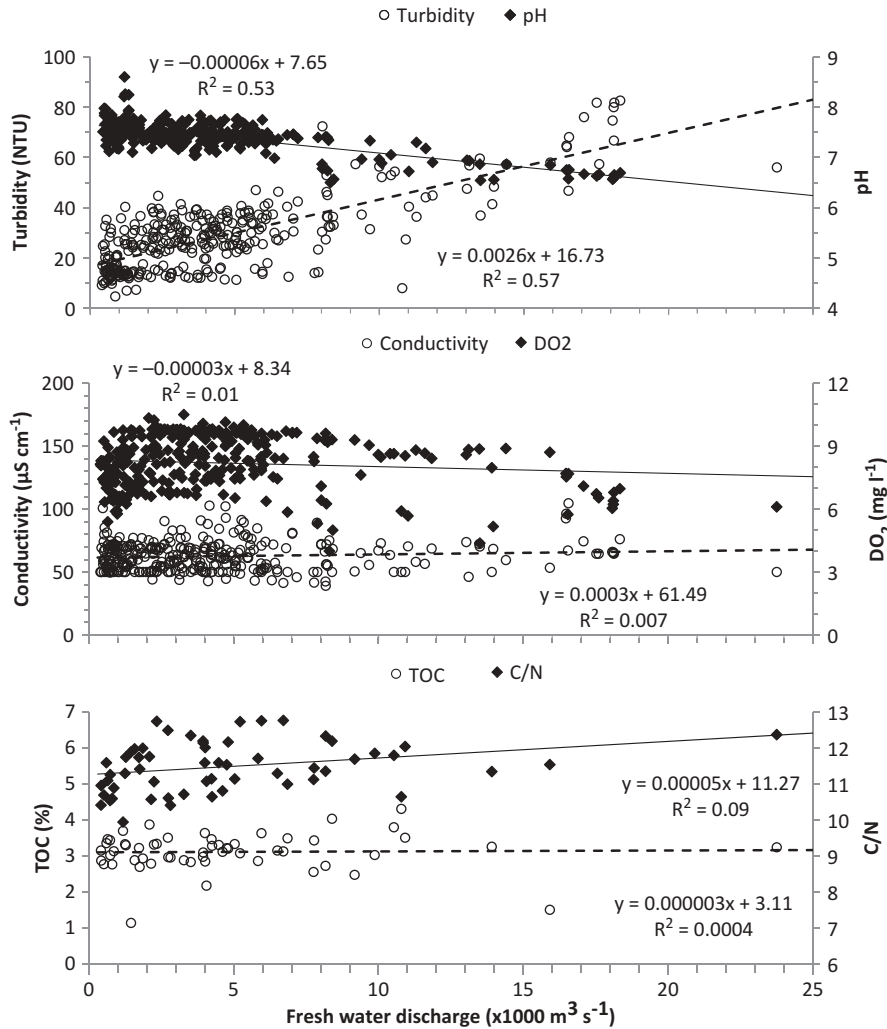 Turbidity pH
y = –0.00006x + 7.65
R² = 0.53
100
80
60
40
20
0
Turbidity (NTU)
9
8
7
6
5
4
pH
y = 0.0026x + 16.73
R² = 0.57
Conductivity DO2
y = –0.00003x + 8.34
R² = 0.01
200
150
100
50
0
Conductivity (µS cm⁻¹)
12
9
6
3
0
DO₂ (mg l⁻¹)
y = 0.0003x + 61.49
R² = 0.007
TOC C/N
7
6
5
4
3
2
1
0
TOC (%)
13
12
11
10
9
8
7
6
C/N
y = 0.00005x + 11.27
R² = 0.09
y = 0.000003x + 3.11
R² = 0.0004
0 5 10 15 20 25
Fresh water discharge (x1000 m³ s⁻¹)